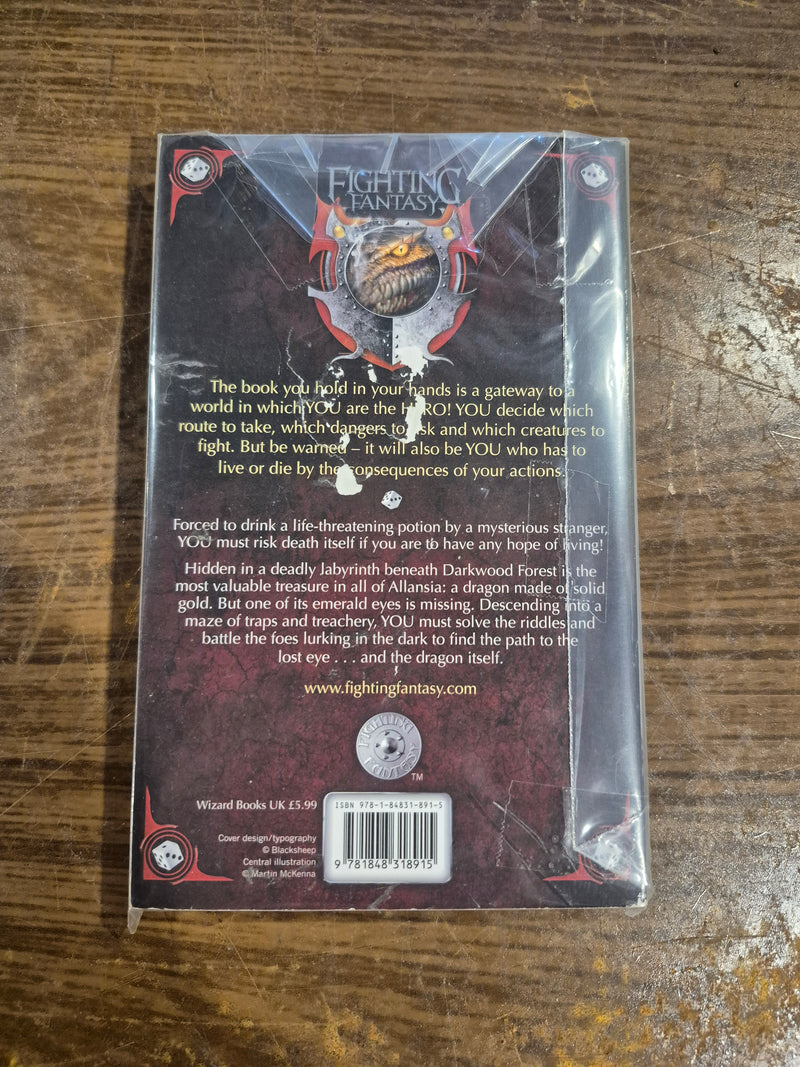 FIGHTING
FANTASY
The book you hold in your hands is a gateway to a
world in which YOU are the HERO! YOU decide which
route to take, which dangers to risk and which creatures to
fight. But be warned – it will also be YOU who has to
live or die by the consequences of your actions.
Forced to drink a life-threatening potion by a mysterious stranger,
YOU must risk death itself if you are to have any hope of living!
Hidden in a deadly labyrinth beneath Darkwood Forest is the
most valuable treasure in all of Allansia: a dragon made of solid
gold. But one of its emerald eyes is missing. Descending into a
maze of traps and treachery, YOU must solve the riddles and
battle the foes lurking in the dark to find the path to the
lost eye . . . and the dragon itself.
www.fightingfantasy.com
FIGHTING
FANTASY
TM
Wizard Books UK £5.99
Cover design/typography
© Blacksheep
Central illustration
© Martin McKenna
ISBN 978-1-84831-891-5
9 781848 318915